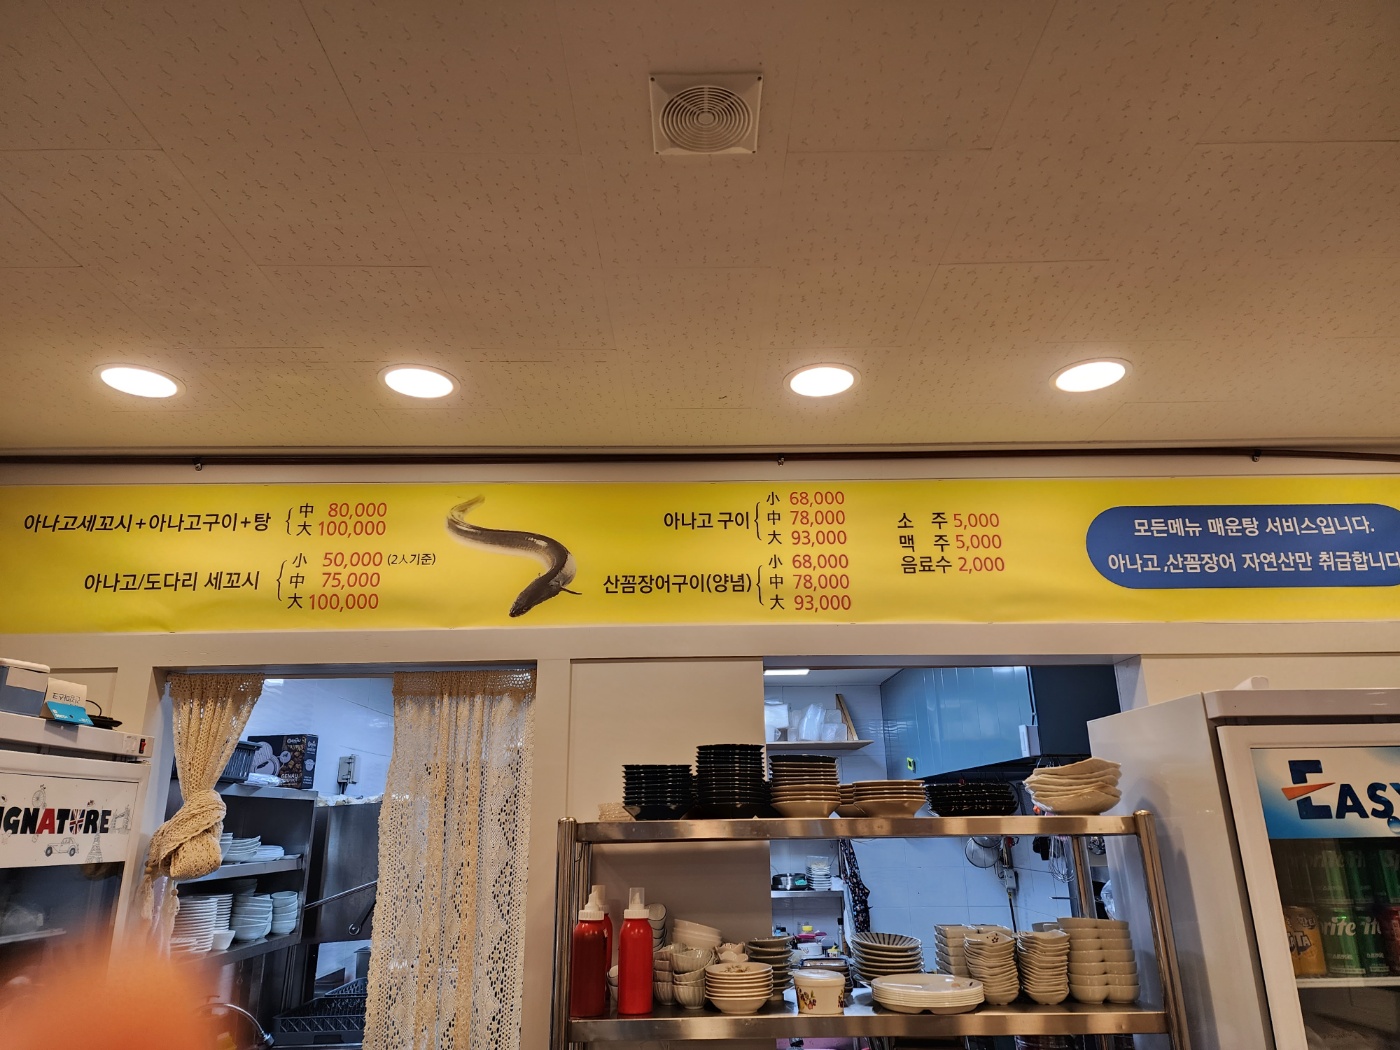 아나고세꼬시+아나고구이+탕
中 80,000
大 100,000
아나고/도다리 세꼬시
小 50,000 (2人기준)
中 75,000
大 100,000
아나고 구이
小 68,000
中 78,000
大 93,000
산꼼장어구이(양념)
小 68,000
中 78,000
大 93,000
소 주 5,000
맥 주 5,000
음료수 2,000
모든메뉴 매운탕 서비스입니다.
아나고,산꼼장어 자연산만 취급합니다
IGNATURE
EASY